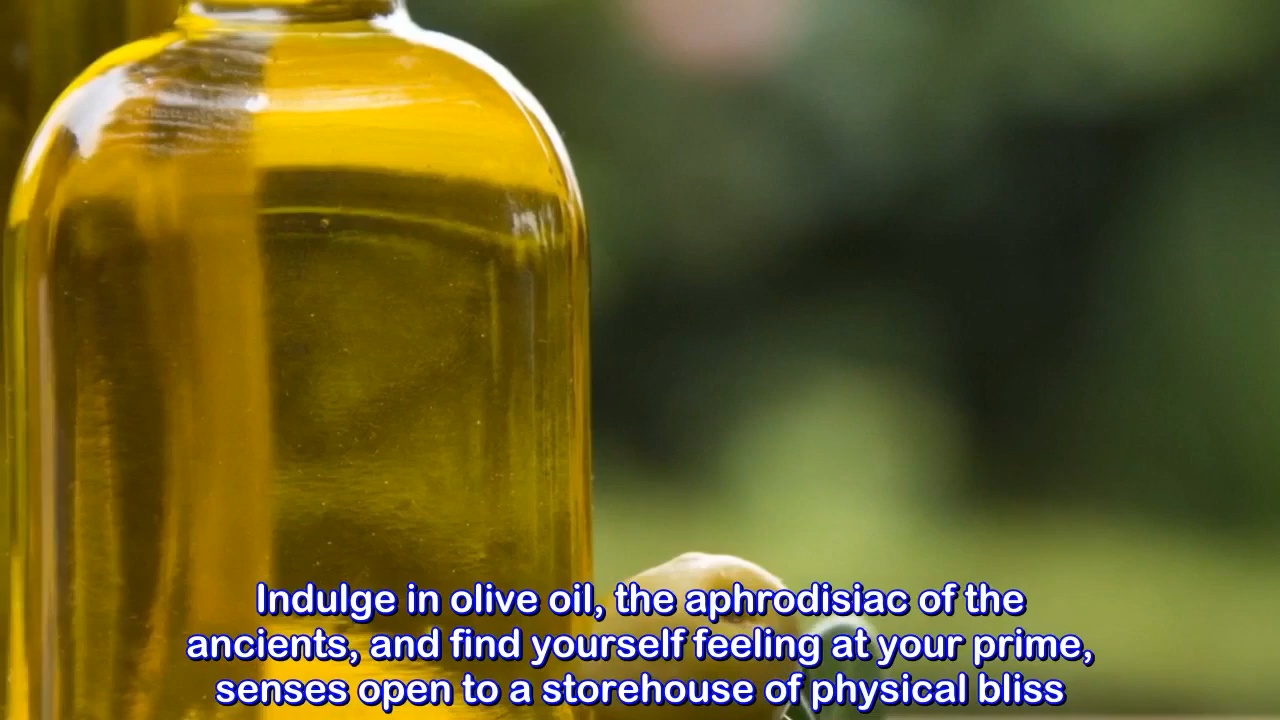 Indulge in olive oil, the aphrodisiac of the
ancients, and find yourself feeling at your prime,
senses open to a storehouse of physical bliss